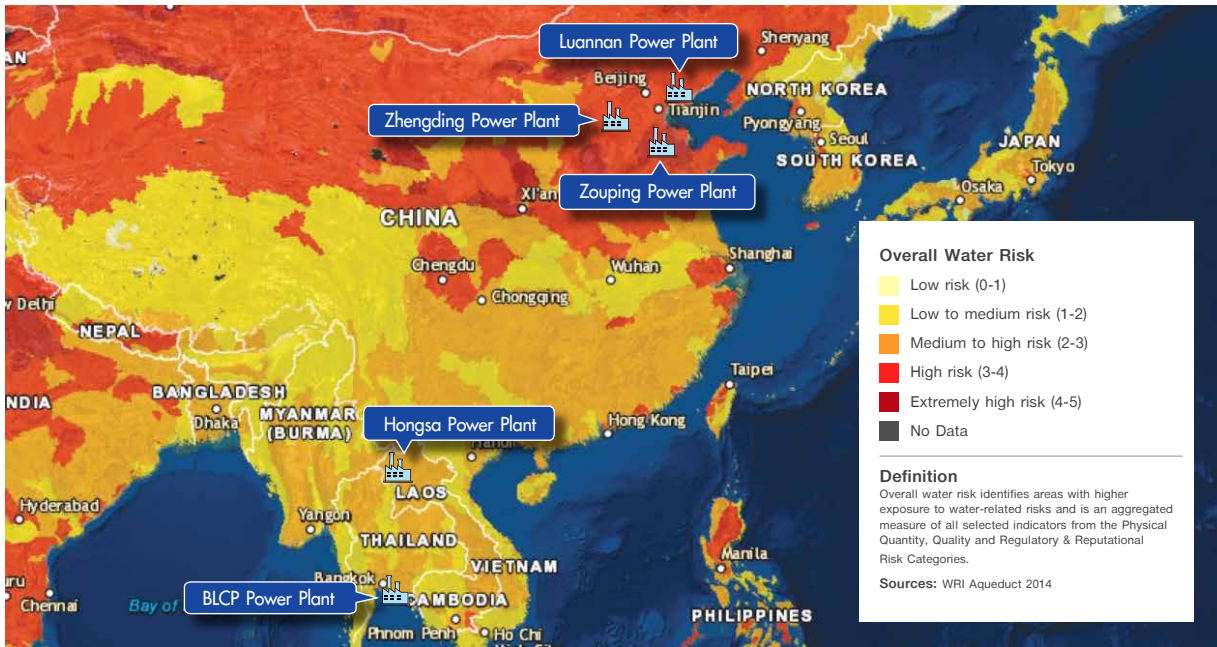 AN
Luannan Power Plant
Shenyang
Beijing
NORTH KOREA
Tianjin
Zhengding Power Plant
Pyongyang
Seoul
JAPAN
SOUTH KOREA
Tokyo
Zouping Power Plant
Osaka
XI'an
CHINA
Shanghai
Chengdu
Wuhan
Chongqing
w Delhi
NEPAL
Taipei
BANGLADESH
NDIA
Dhaka
MYANMAR
(BURMA)
Hong Kong
Hongsa Power Plant
Hanoi
LAOS
Hyderabad
Yangon
THAILAND
Manila
VIETNAM
Bangkok
uru
Chennai
Bay of
BLCP Power Plant
CAMBODIA
PHILIPPINES
Phnom Penh
Ho Chi
Overall Water Risk
Low risk (0-1)
Low to medium risk (1-2)
Medium to high risk (2-3)
High risk (3-4)
Extremely high risk (4-5)
No Data
Definition
Overall water risk identifies areas with higher
exposure to water-related risks and is an aggregated
measure of all selected indicators from the Physical
Quantity, Quality and Regulatory & Reputational
Risk Categories.
Sources: WRI Aqueduct 2014